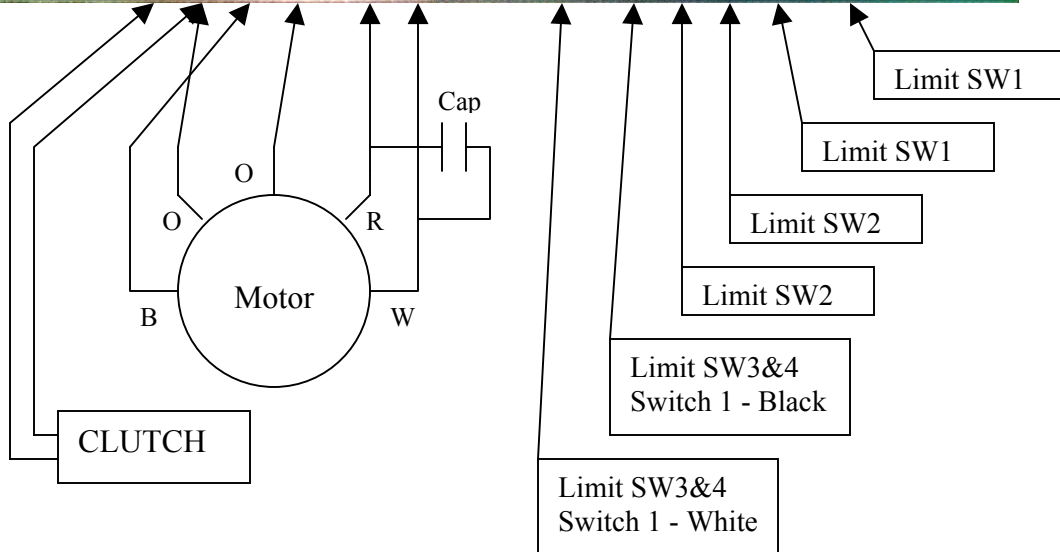 Limit SW1
Cap
Limit SW1
O
O
R
Limit SW2
Motor
Limit SW2
B
W
Limit SW3&4
Switch 1 - Black
CLUTCH
Limit SW3&4
Switch 1 - White